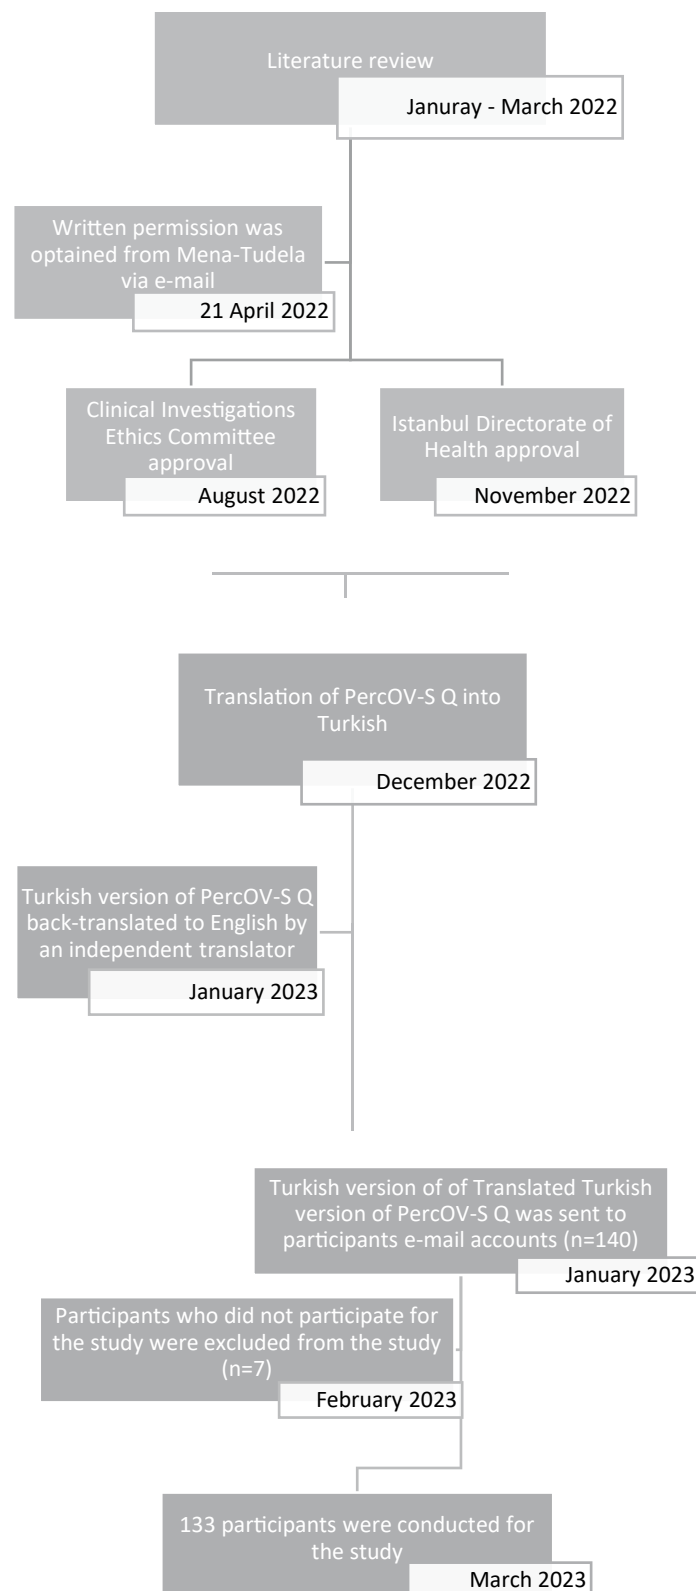 Literature review
Januray - March 2022
Written permission was
optained from Mena-Tudela
via e-mail
21 April 2022
Clinical Investigations
Ethics Committee
approval
August 2022
Istanbul Directorate of
Health approval
November 2022
Translation of PercOV-S Q into
Turkish
December 2022
Turkish version of PercOV-S Q
back-translated to English by
an independent translator
January 2023
Turkish version of of Translated Turkish
version of PercOV-S Q was sent to
participants e-mail accounts (n=140)
January 2023
Participants who did not participate for
the study were excluded from the study
(n=7)
February 2023
133 participants were conducted for
the study
March 2023